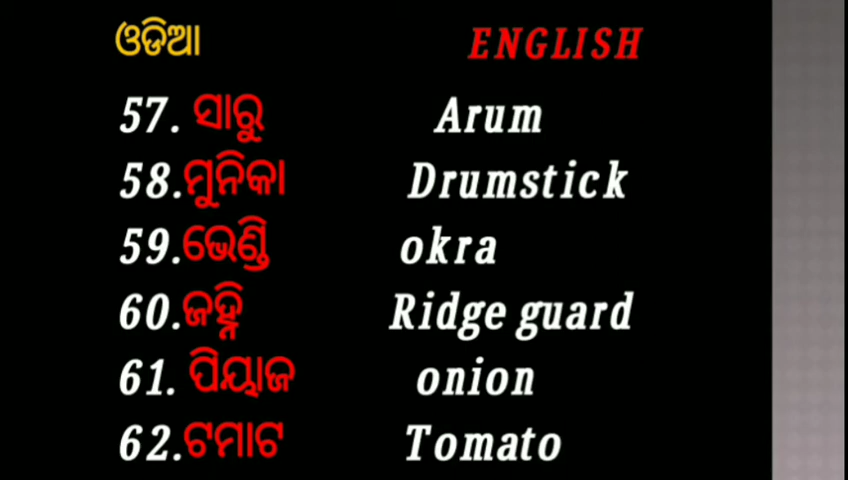 ଓଡିଆ ENGLISH
57. ସାରୁ Arum
58.ମୁନିକା Drumstick
59.ଭେଣ୍ଡି okra
60.ଜହ୍ନି Ridge guard
61. ପିୟାଜ onion
62.ଟମାଟ Tomato